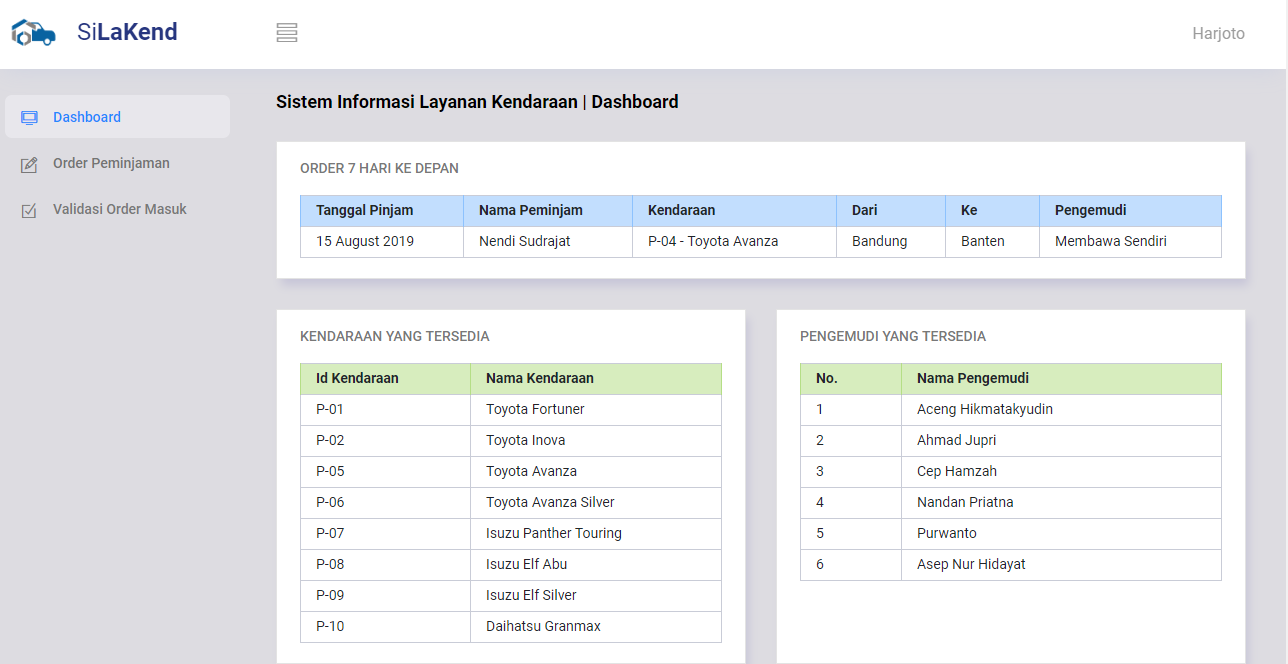 SiLaKend
Harjoto
Dashboard
Order Peminjaman
Validasi Order Masuk
Sistem Informasi Layanan Kendaraan | Dashboard
ORDER 7 HARI KE DEPAN
Tanggal Pinjam Nama Peminjam Kendaraan Dari Ke Pengemudi
15 August 2019 Nendi Sudrajat P-04 - Toyota Avanza Bandung Banten Membawa Sendiri
KENDARAAN YANG TERSEDIA
Id Kendaraan Nama Kendaraan
P-01 Toyota Fortuner
P-02 Toyota Inova
P-05 Toyota Avanza
P-06 Toyota Avanza Silver
P-07 Isuzu Panther Touring
P-08 Isuzu Elf Abu
P-09 Isuzu Elf Silver
P-10 Daihatsu Granmax
PENGEMUDI YANG TERSEDIA
No. Nama Pengemudi
1 Aceng Hikmatakyudin
2 Ahmad Jupri
3 Cep Hamzah
4 Nandan Priatna
5 Purwanto
6 Asep Nur Hidayat